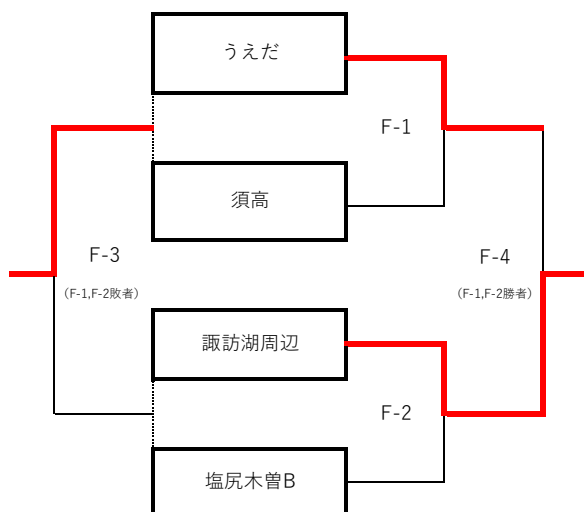 うえだ
F-1
須高
F-3
(F-1,F-2敗者)
F-4
(F-1,F-2勝者)
諏訪湖周辺
F-2
塩尻木曽B